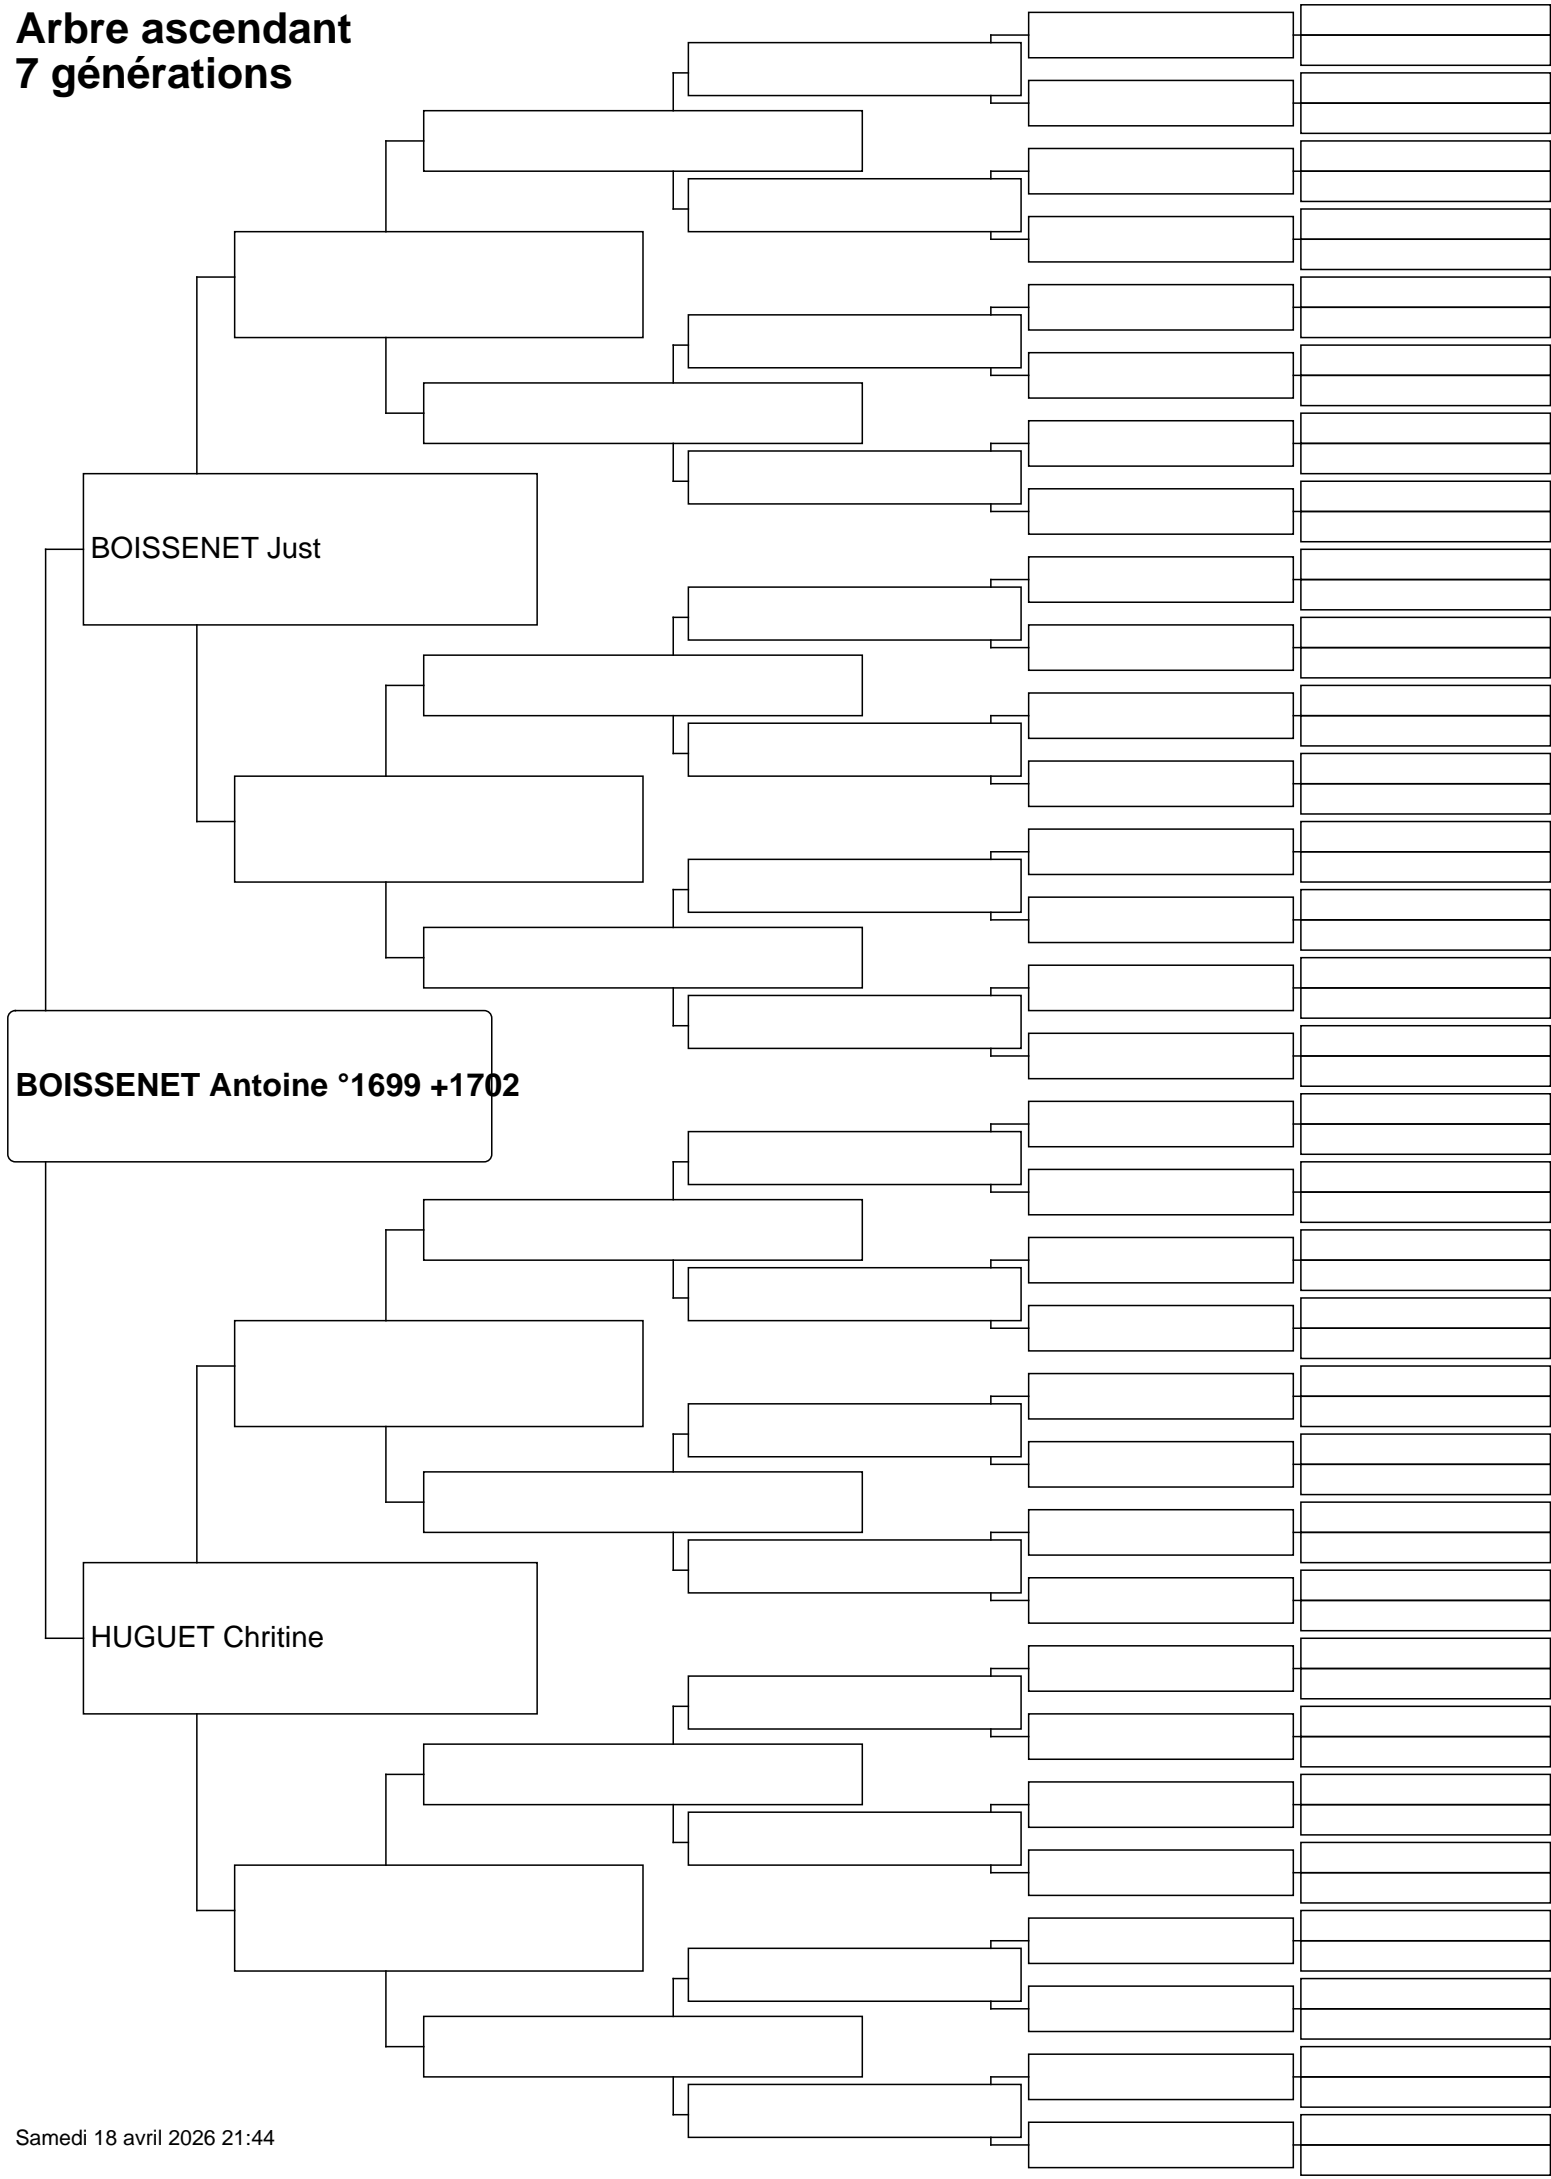 Arbre ascendant
7 générations
BOISSENET Just
BOISSENET Antoine °1699 +1702
HUGUET Chritine
Samedi 18 avril 2026 21:44